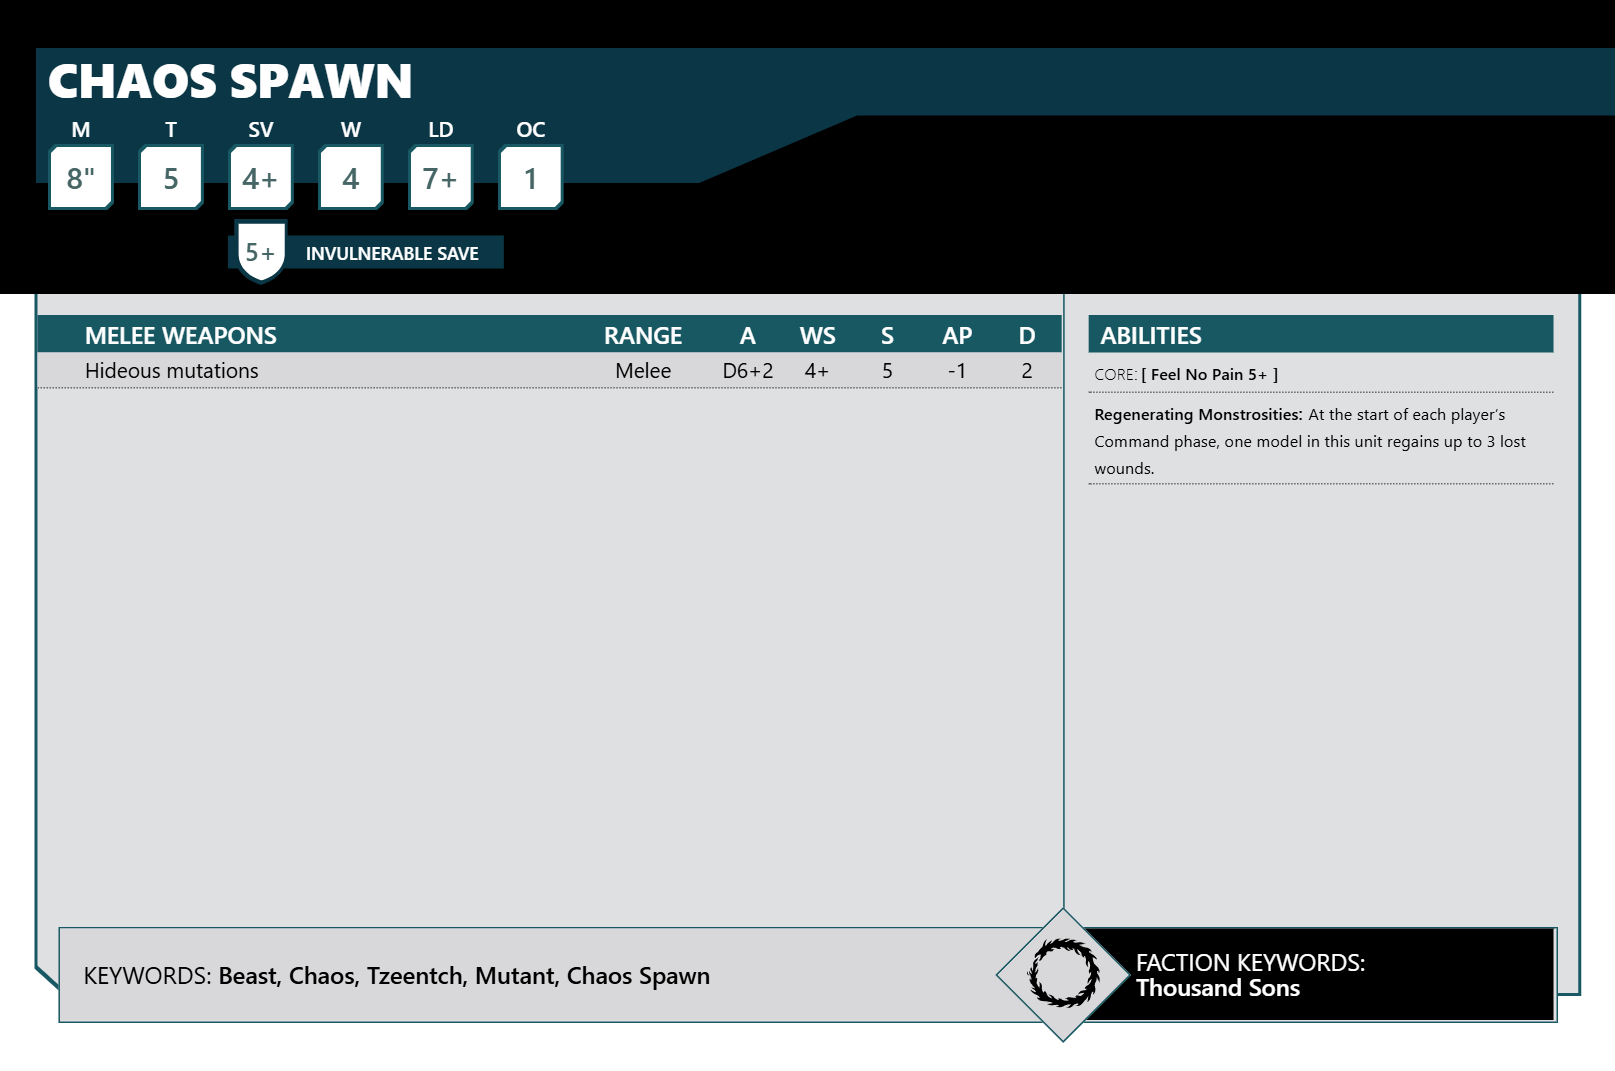 CHAOS SPAWN
M T SV W LD OC
8" 5 4+ 4 7+ 1
5+ INVULNERABLE SAVE
MELEE WEAPONS RANGE A WS S AP D
Hideous mutations Melee D6+2 4+ 5 -1 2
ABILITIES
CORE: [ Feel No Pain 5+ ]
Regenerating Monstrosities: At the start of each player's
Command phase, one model in this unit regains up to 3 lost
wounds.
KEYWORDS: Beast, Chaos, Tzeentch, Mutant, Chaos Spawn
FACTION KEYWORDS:
Thousand Sons